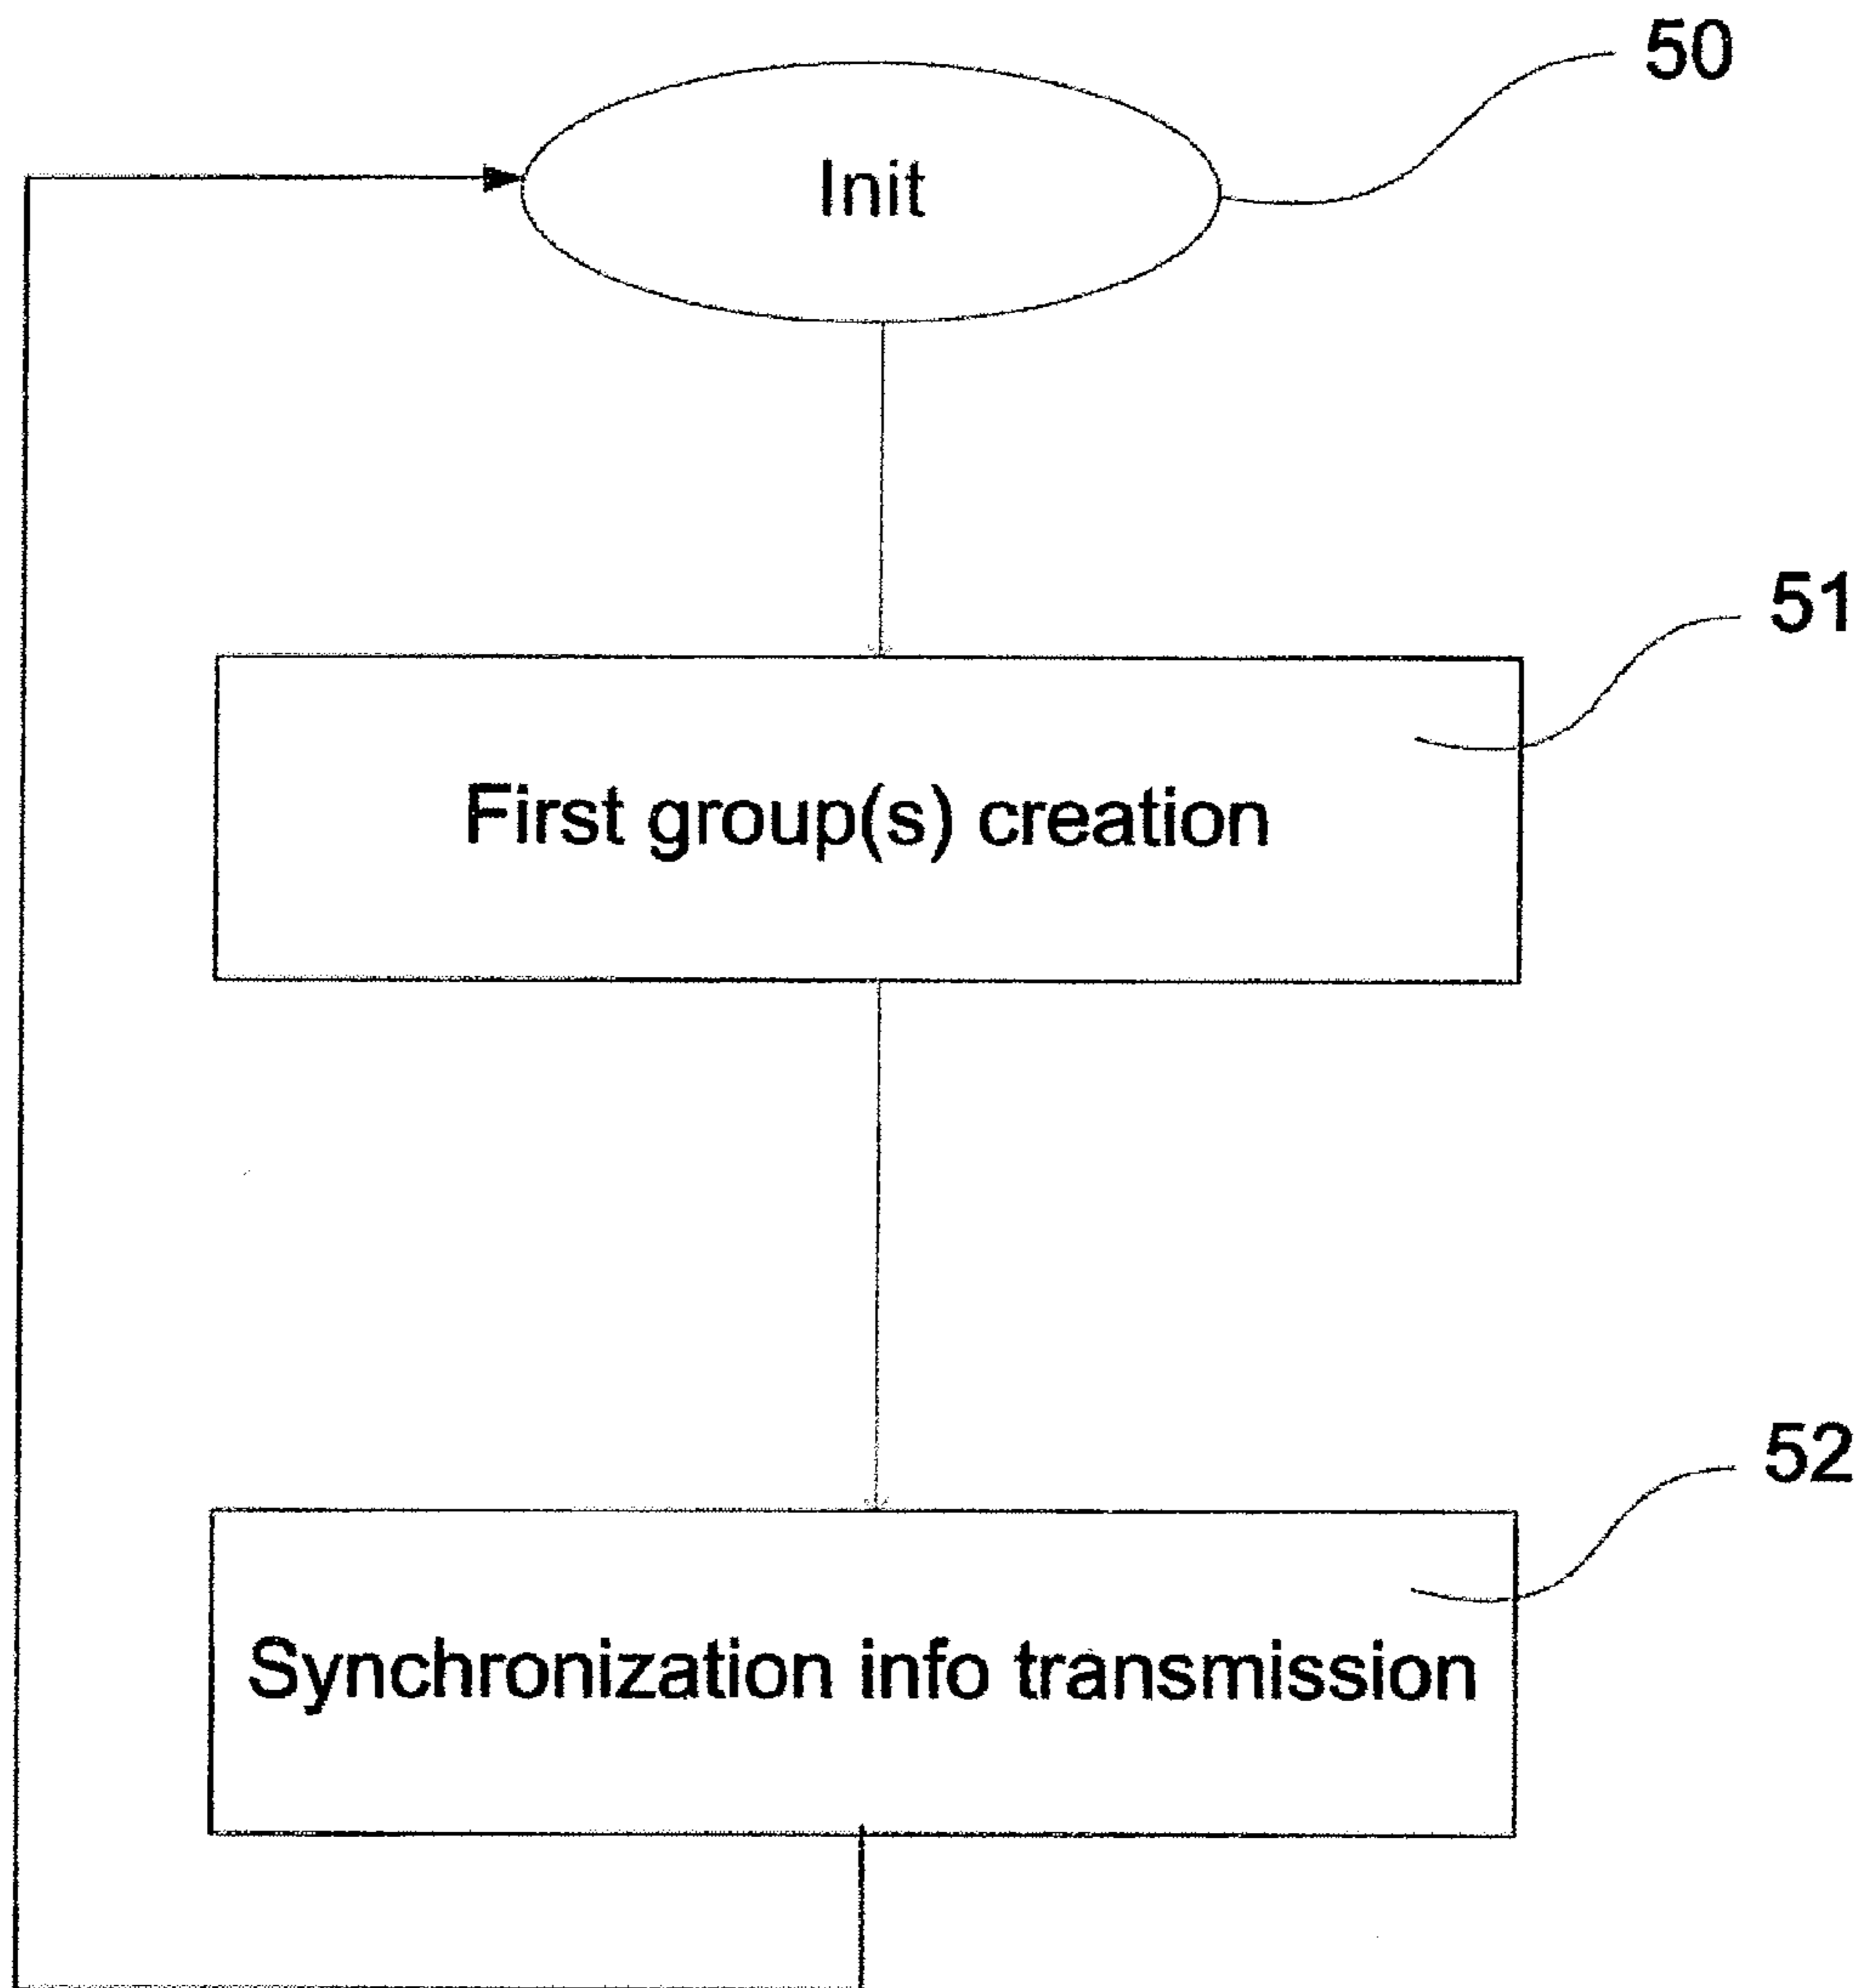 50
Init
51
First group(s) creation
52
Synchronization info transmission